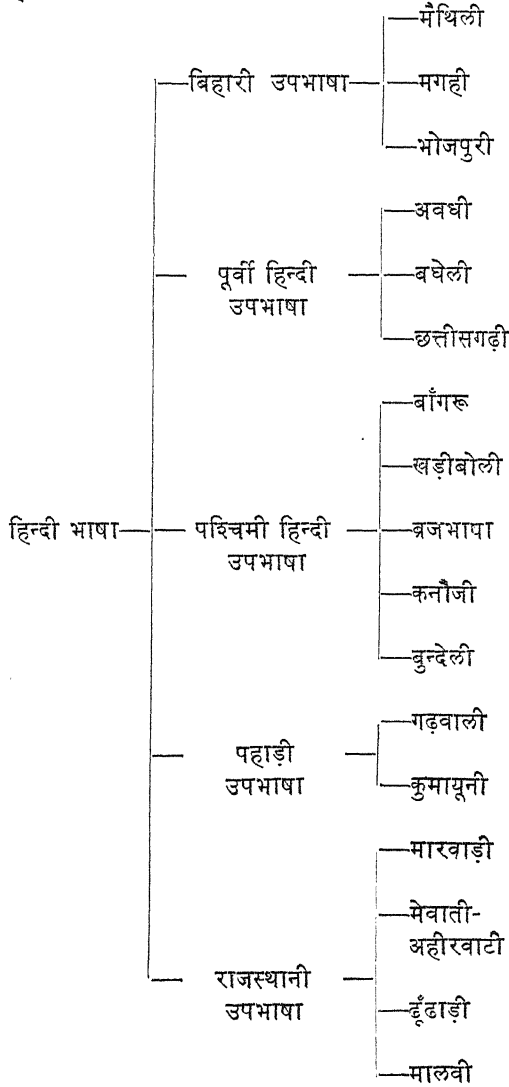 मैथिली
बिहारी उपभाषा
मगही
भोजपुरी
अवधी
पूर्वी हिन्दी
उपभाषा
बघेली
छत्तीसगढ़ी
बाँगरू
खड़ीबोली
हिन्दी भाषा
पश्चिमी हिन्दी
उपभाषा
ब्रजभाषा
कनौजी
बुन्देली
गढ़वाली
पहाड़ी
उपभाषा
कुमायूनी
मारवाड़ी
मेवाती-
अहीरवाटी
राजस्थानी
उपभाषा
ढूँढाड़ी
मालवी